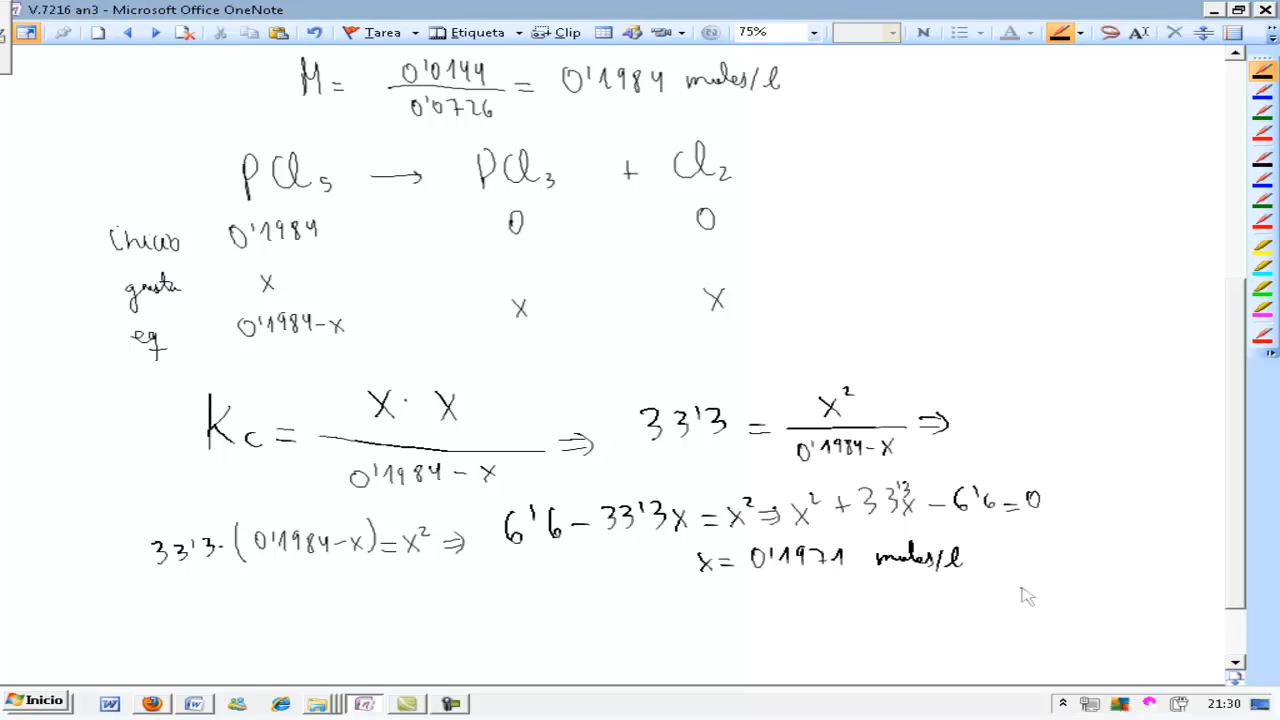 V.7216 an3 - Microsoft Office OneNote
Tarea Etiqueta Clip 75% N A
M = 0'0144 / 0'0726 = 0'1984 moles/l
PCl₅ → PCl₃ + Cl₂
Inicio 0'1984 0 0
gasta x
eq 0'1984-x x x
Kc = x · x / 0'1984 - x ⇒ 33'3 = x² / 0'1984-x ⇒
33'3·(0'1984-x) = x² ⇒ 6'6 - 33'3x = x² ⇒ x² + 33'3x - 6'6 = 0
x = 0'1971 moles/l
Inicio 21:30